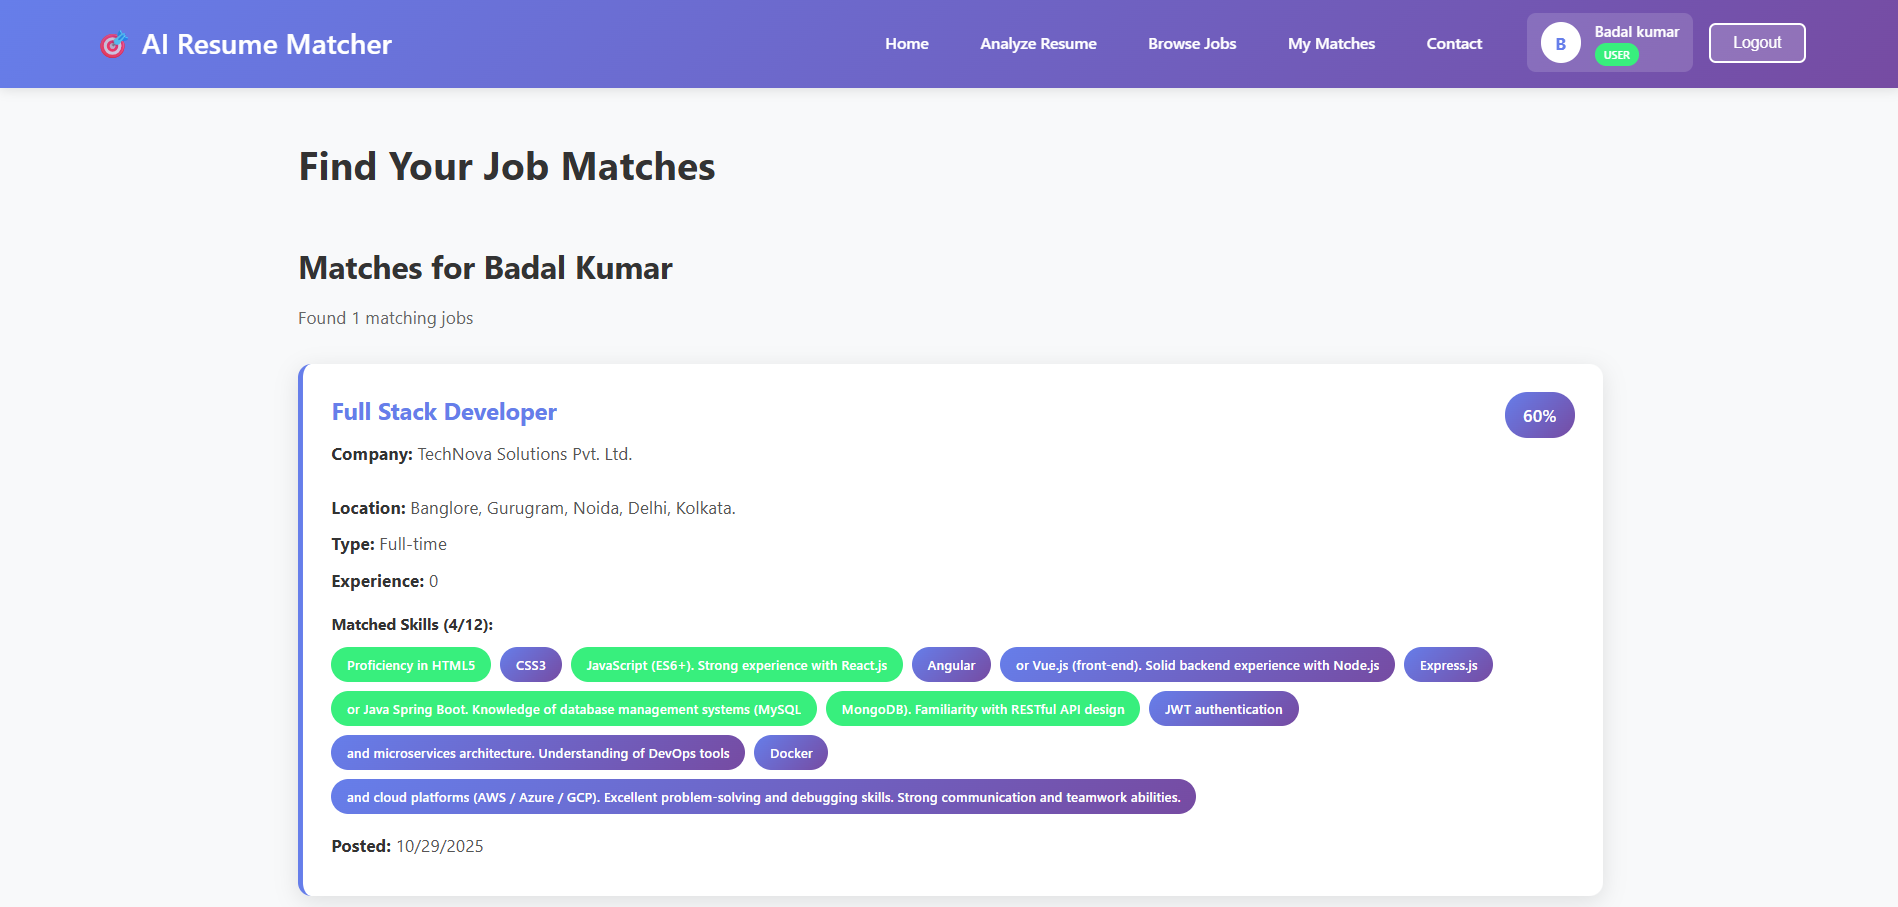 AI Resume Matcher
Home Analyze Resume Browse Jobs My Matches Contact
B
Badal kumar
USER
Logout
Find Your Job Matches
Matches for Badal Kumar
Found 1 matching jobs
Full Stack Developer
60%
Company: TechNova Solutions Pvt. Ltd.
Location: Banglore, Gurugram, Noida, Delhi, Kolkata.
Type: Full-time
Experience: 0
Matched Skills (4/12):
Proficiency in HTML5 CSS3 JavaScript (ES6+). Strong experience with React.js Angular or Vue.js (front-end). Solid backend experience with Node.js Express.js
or Java Spring Boot. Knowledge of database management systems (MySQL MongoDB). Familiarity with RESTful API design JWT authentication
and microservices architecture. Understanding of DevOps tools Docker
and cloud platforms (AWS / Azure / GCP). Excellent problem-solving and debugging skills. Strong communication and teamwork abilities.
Posted: 10/29/2025